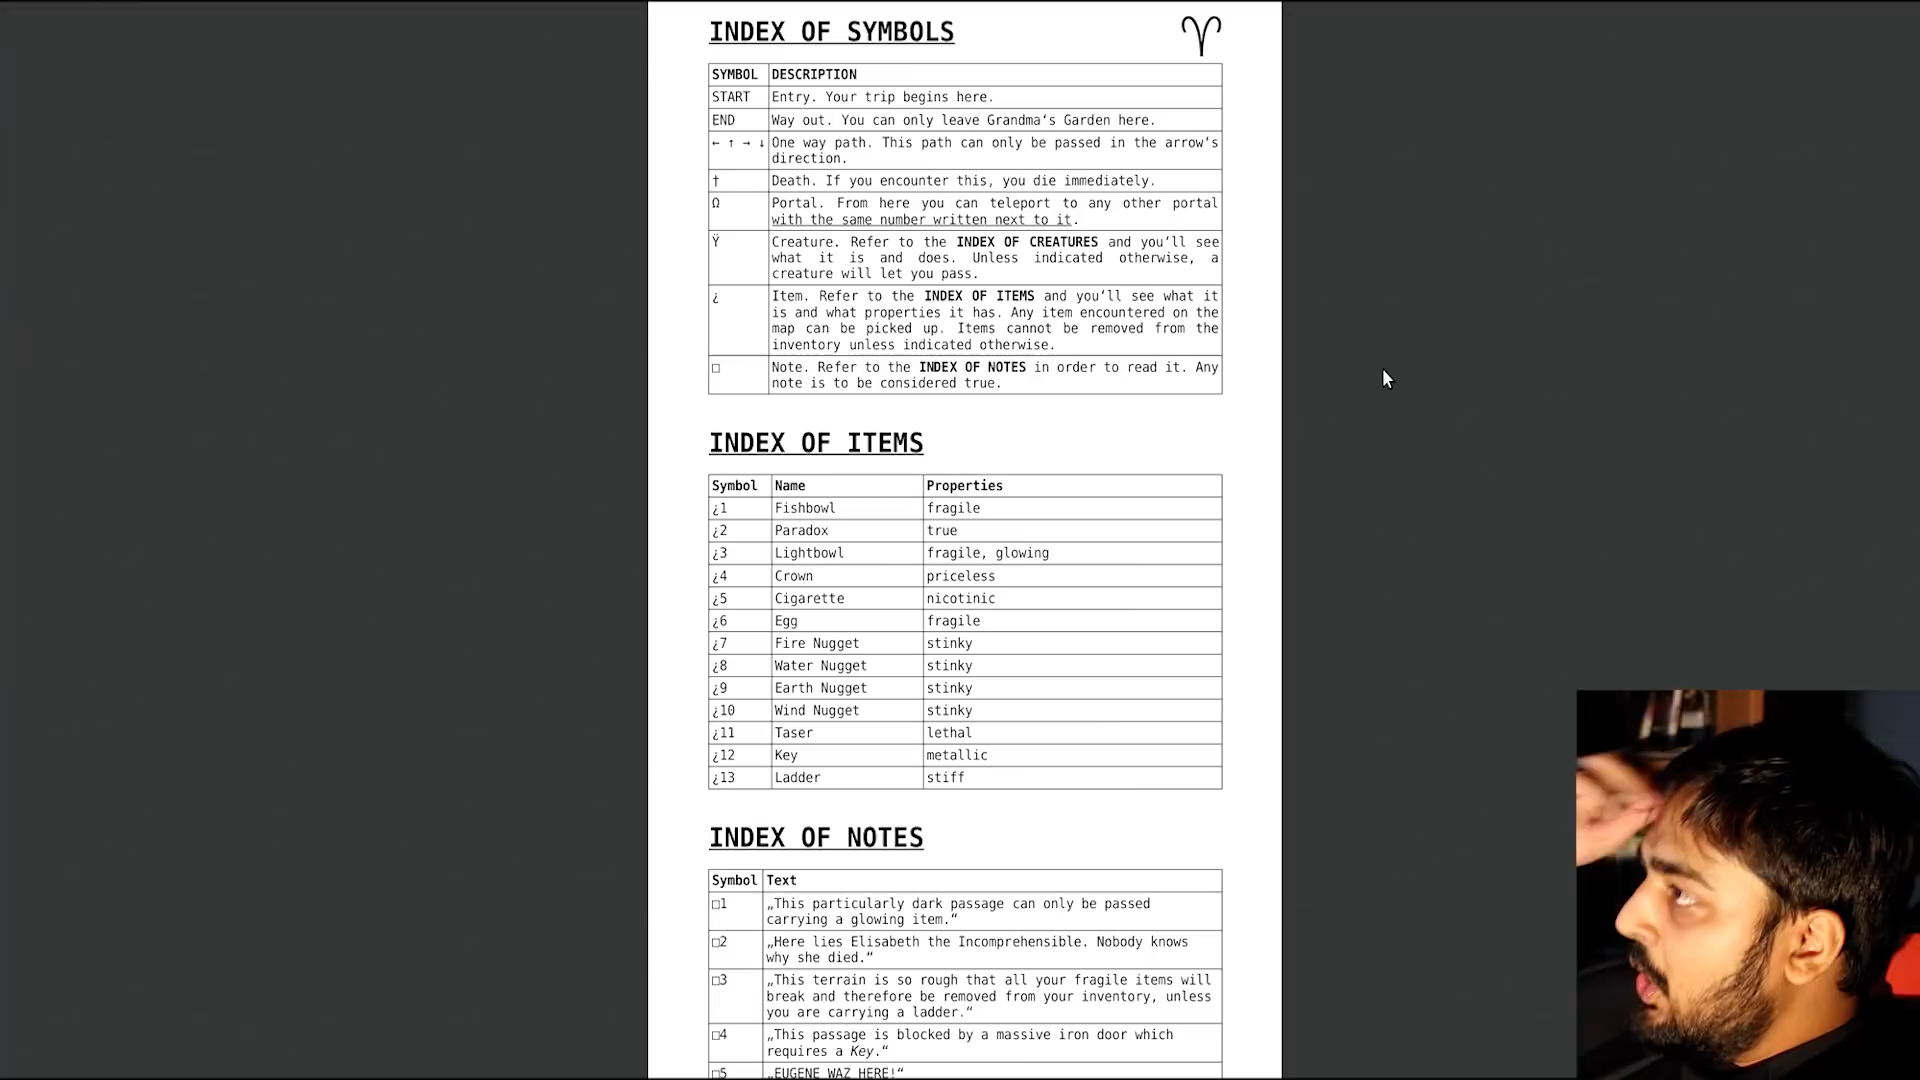 INDEX OF SYMBOLS ♈
SYMBOL DESCRIPTION
START Entry. Your trip begins here.
END Way out. You can only leave Grandma‘s Garden here.
← ↑ → ↓ One way path. This path can only be passed in the arrow‘s
direction.
† Death. If you encounter this, you die immediately.
Ω Portal. From here you can teleport to any other portal
with the same number written next to it.
Ÿ Creature. Refer to the INDEX OF CREATURES and you‘ll see
what it is and does. Unless indicated otherwise, a
creature will let you pass.
¿ Item. Refer to the INDEX OF ITEMS and you‘ll see what it
is and what properties it has. Any item encountered on the
map can be picked up. Items cannot be removed from the
inventory unless indicated otherwise.
□ Note. Refer to the INDEX OF NOTES in order to read it. Any
note is to be considered true.
INDEX OF ITEMS
Symbol Name Properties
¿1 Fishbowl fragile
¿2 Paradox true
¿3 Lightbowl fragile, glowing
¿4 Crown priceless
¿5 Cigarette nicotinic
¿6 Egg fragile
¿7 Fire Nugget stinky
¿8 Water Nugget stinky
¿9 Earth Nugget stinky
¿10 Wind Nugget stinky
¿11 Taser lethal
¿12 Key metallic
¿13 Ladder stiff
INDEX OF NOTES
Symbol Text
□1 „This particularly dark passage can only be passed
carrying a glowing item.“
□2 „Here lies Elisabeth the Incomprehensible. Nobody knows
why she died.“
□3 „This terrain is so rough that all your fragile items will
break and therefore be removed from your inventory, unless
you are carrying a ladder.“
□4 „This passage is blocked by a massive iron door which
requires a Key.“
□5 „EUGENE WAZ HERE!“